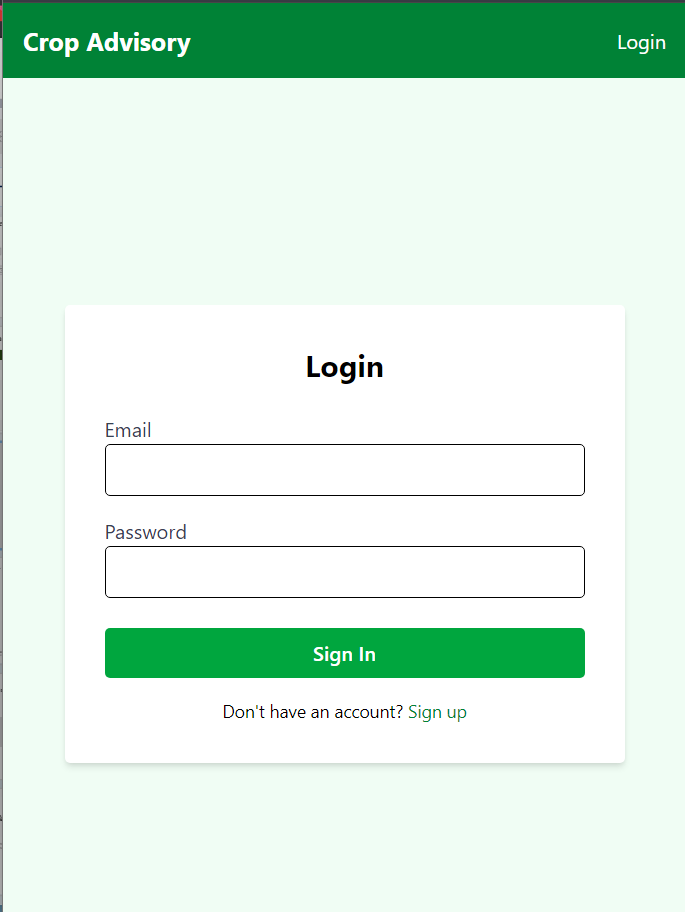 Crop Advisory Login
Login
Email
Password
Sign In
Don't have an account? Sign up